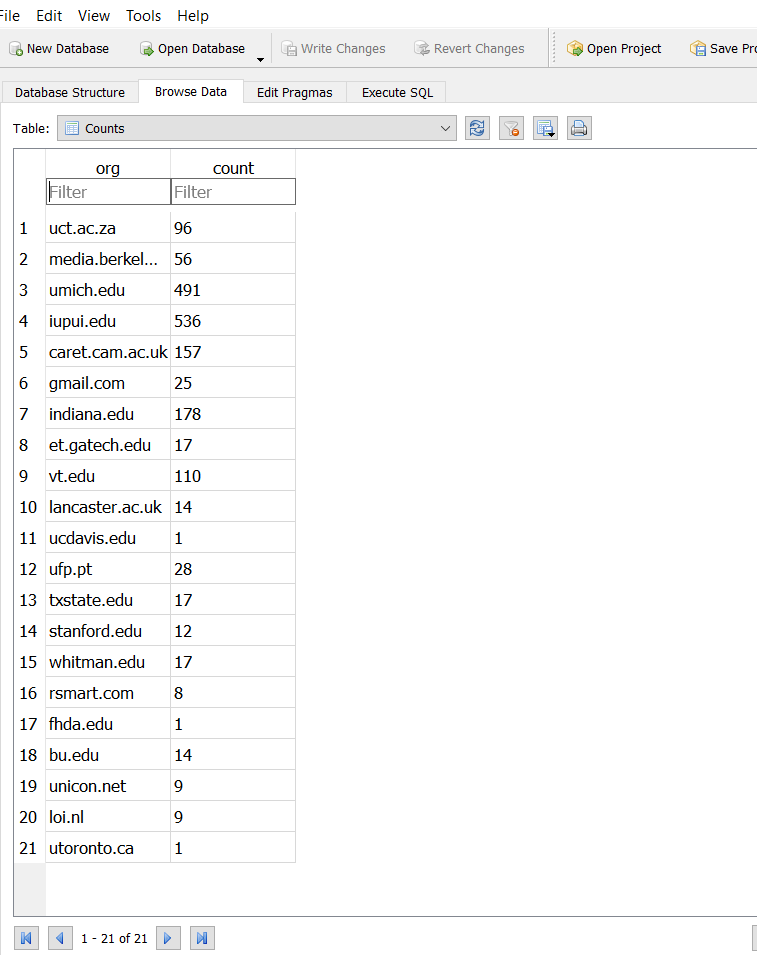 File Edit View Tools Help
New Database Open Database Write Changes Revert Changes Open Project Save Pro
Database Structure Browse Data Edit Pragmas Execute SQL
Table: Counts
org count
Filter Filter
1 uct.ac.za 96
2 media.berkel... 56
3 umich.edu 491
4 iupui.edu 536
5 caret.cam.ac.uk 157
6 gmail.com 25
7 indiana.edu 178
8 et.gatech.edu 17
9 vt.edu 110
10 lancaster.ac.uk 14
11 ucdavis.edu 1
12 ufp.pt 28
13 txstate.edu 17
14 stanford.edu 12
15 whitman.edu 17
16 rsmart.com 8
17 fhda.edu 1
18 bu.edu 14
19 unicon.net 9
20 loi.nl 9
21 utoronto.ca 1
1 - 21 of 21